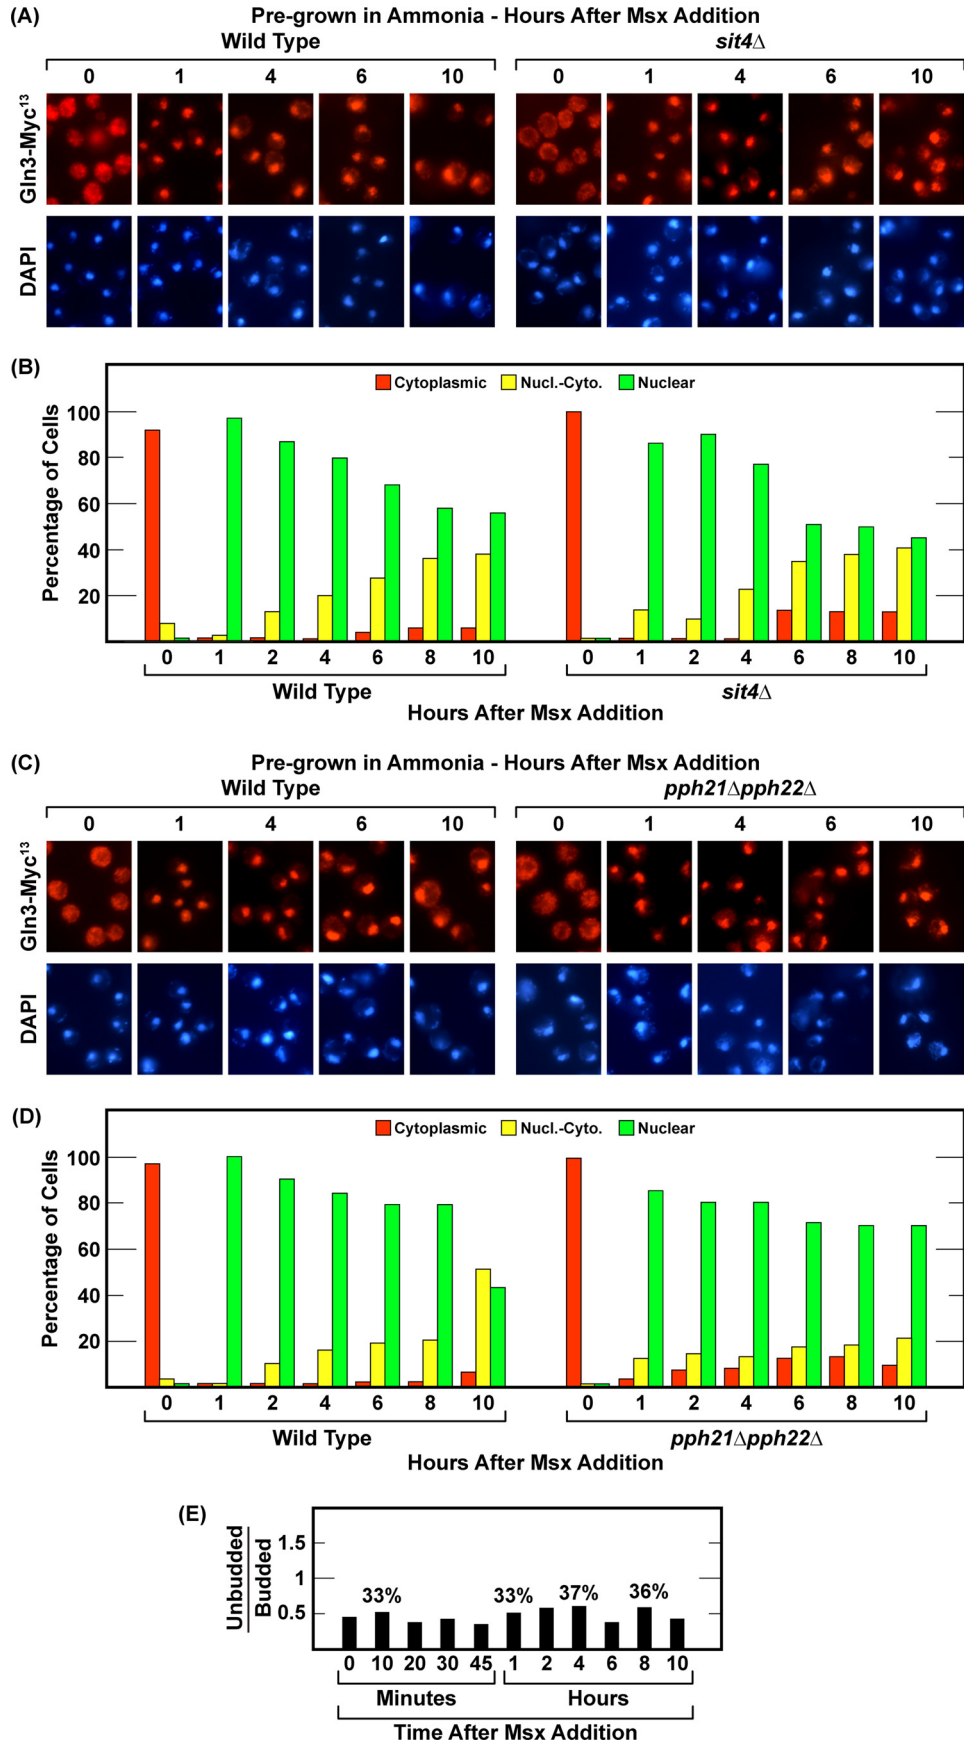 (A)
Pre-grown in Ammonia - Hours After Msx Addition
Wild Type sit4Δ
0 1 4 6 10 0 1 4 6 10
Gln3-Myc¹³
DAPI
(B)
Cytoplasmic Nucl.-Cyto. Nuclear
Percentage of Cells
100
80
60
40
20
0 1 2 4 6 8 10 0 1 2 4 6 8 10
Wild Type sit4Δ
Hours After Msx Addition
(C)
Pre-grown in Ammonia - Hours After Msx Addition
Wild Type pph21Δpph22Δ
0 1 4 6 10 0 1 4 6 10
Gln3-Myc¹³
DAPI
(D)
Cytoplasmic Nucl.-Cyto. Nuclear
Percentage of Cells
100
80
60
40
20
0 1 2 4 6 8 10 0 1 2 4 6 8 10
Wild Type pph21Δpph22Δ
Hours After Msx Addition
(E)
Unbudded
Budded
1.5
1
0.5
33% 33% 37% 36%
0 10 20 30 45 1 2 4 6 8 10
Minutes Hours
Time After Msx Addition